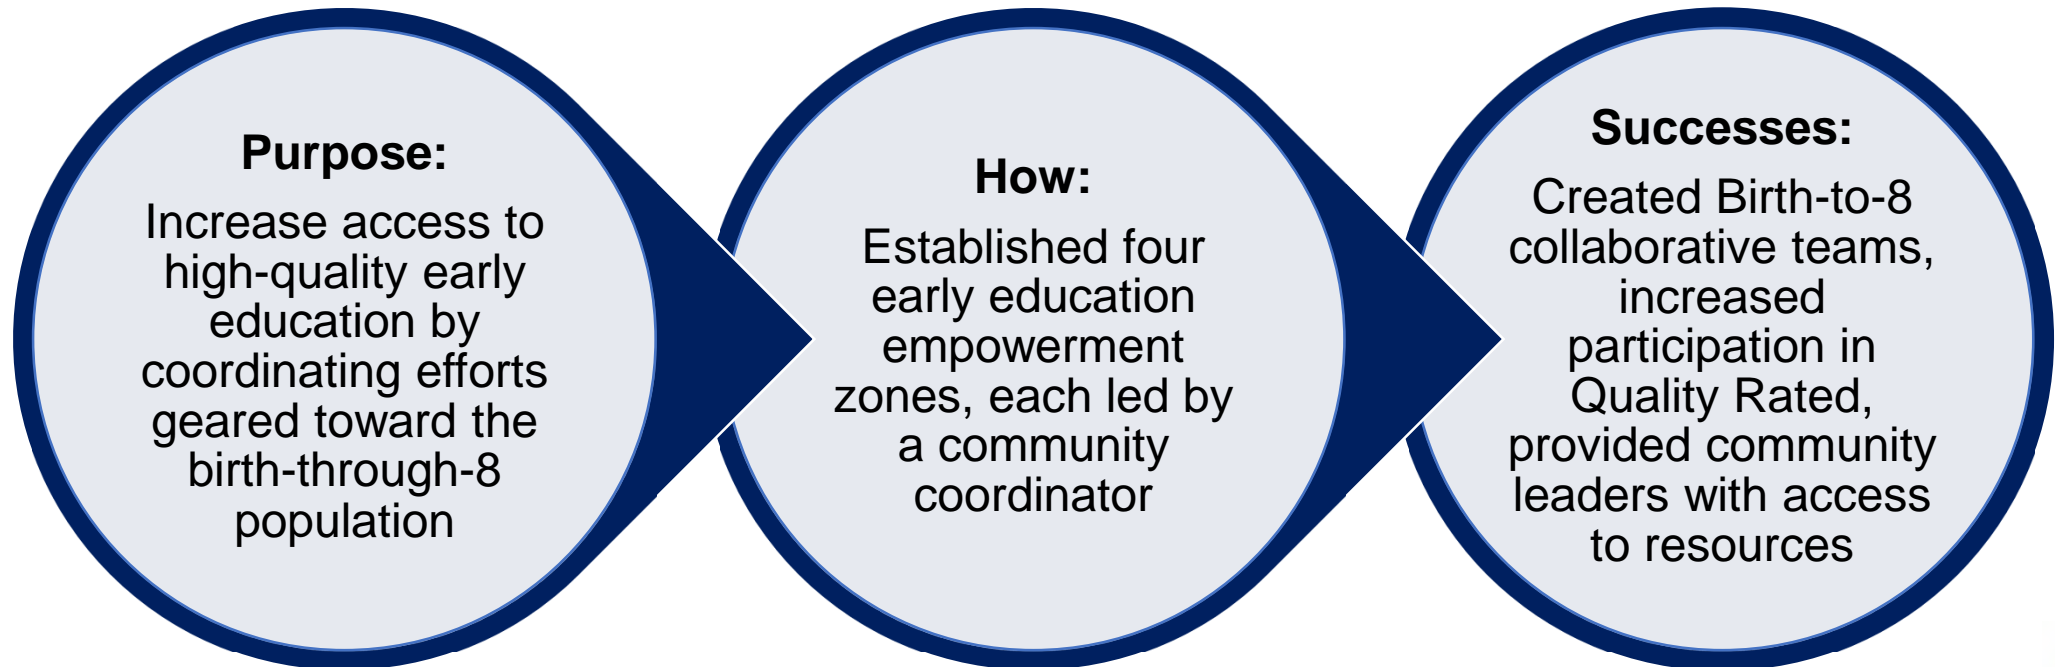 Purpose:
Increase access to
high-quality early
education by
coordinating efforts
geared toward the
birth-through-8
population
How:
Established four
early education
empowerment
zones, each led by
a community
coordinator
Successes:
Created Birth-to-8
collaborative teams,
increased
participation in
Quality Rated,
provided community
leaders with access
to resources